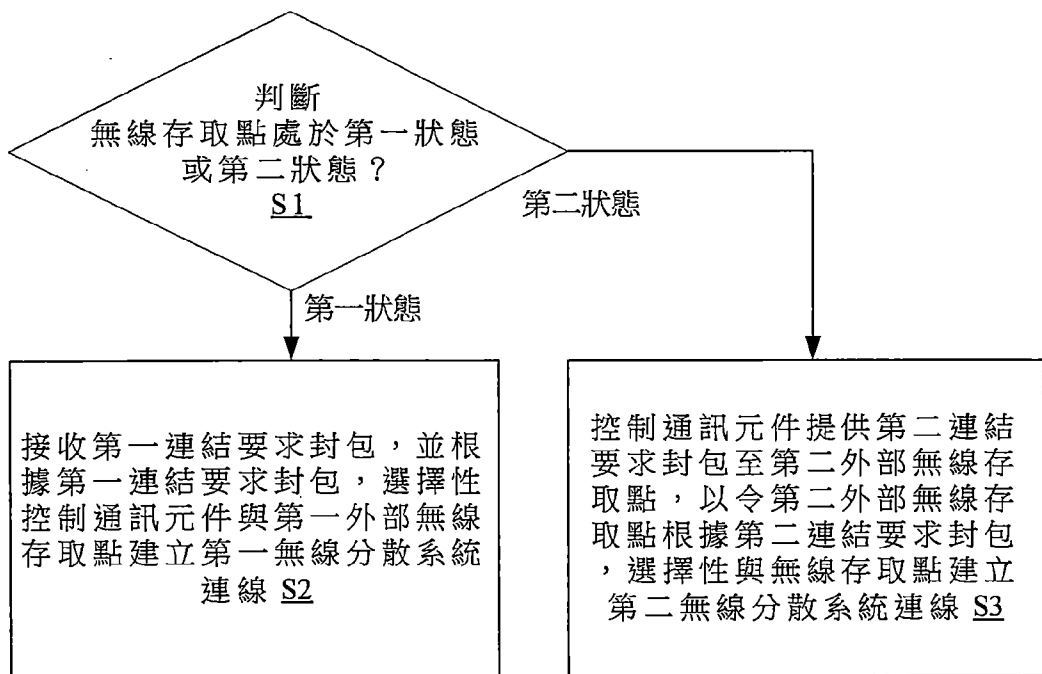 判斷
無線存取點處於第一狀態
或第二狀態？
S1
第二狀態
第一狀態
接收第一連結要求封包，並根
據第一連結要求封包，選擇性
控制通訊元件與第一外部無線
存取點建立第一無線分散系統
連線 S2
控制通訊元件提供第二連結
要求封包至第二外部無線存
取點，以令第二外部無線存
取點根據第二連結要求封包
，選擇性與無線存取點建立
第二無線分散系統連線 S3